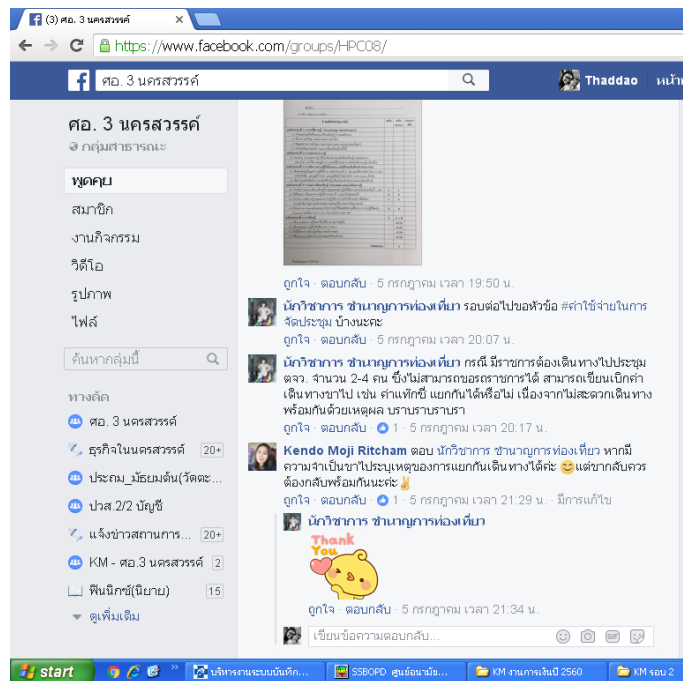 (3) ศอ. 3 นครสวรรค์
https://www.facebook.com/groups/HPC08/
ศอ. 3 นครสวรรค์
Thaddao
ศอ. 3 นครสวรรค์
กลุ่มสาธารณะ
พูดคุย
สมาชิก
งานกิจกรรม
วิดีโอ
รูปภาพ
ไฟล์
ค้นหากลุ่มนี้
ทางลัด
ศอ. 3 นครสวรรค์
ธุรกิจในนครสวรรค์ 20+
ประถม_มัธยมต้น(วัดตะ...
ปวส.2/2 บัญชี
แจ้งข่าวสถานการ... 20+
KM - ศอ.3 นครสวรรค์ 2
ฟินนิกซ์(นิยาย) 15
ดูเพิ่มเติม
ถูกใจ · ตอบกลับ · 5 กรกฎาคม เวลา 19:50 น.
นักวิชาการ ชำนาญการท่องเที่ยว รอบต่อไปขอหัวข้อ #ค่าใช้จ่ายในการ
จัดประชุม บ้างนะคะ
ถูกใจ · ตอบกลับ · 5 กรกฎาคม เวลา 20:07 น.
นักวิชาการ ชำนาญการท่องเที่ยว กรณี มีราชการต้องเดินทางไปประชุม
ตจว. จำนวน 2-4 คน ซึ่งไม่สามารถขอรถราชการได้ สามารถเขียนเบิกค่า
เดินทางขาไป เช่น ค่าแท๊กซี่ แยกกันได้หรือไม่ เนื่องจากไม่สะดวกเดินทาง
พร้อมกันด้วยเหตุผล บราบราบราบรา
ถูกใจ · ตอบกลับ · 1 · 5 กรกฎาคม เวลา 20:17 น.
Kendo Moji Ritcham ตอบ นักวิชาการ ชำนาญการท่องเที่ยว หากมี
ความจำเป็นขาไประบุเหตุของการแยกกันเดินทางได้ค่ะ 😊แต่ขากลับควร
ต้องกลับพร้อมกันนะค่ะ✌
ถูกใจ · ตอบกลับ · 1 · 5 กรกฎาคม เวลา 21:29 น. · มีการแก้ไข
นักวิชาการ ชำนาญการท่องเที่ยว
Thank
You
ถูกใจ · ตอบกลับ · 5 กรกฎาคม เวลา 21:34 น.
เขียนข้อความตอบกลับ...
GIF
start
บริหารงานระบบบันทึก...
SSBOPD ศูนย์อนามัย...
KM งานการเงินปี 2560
KM รอบ 2